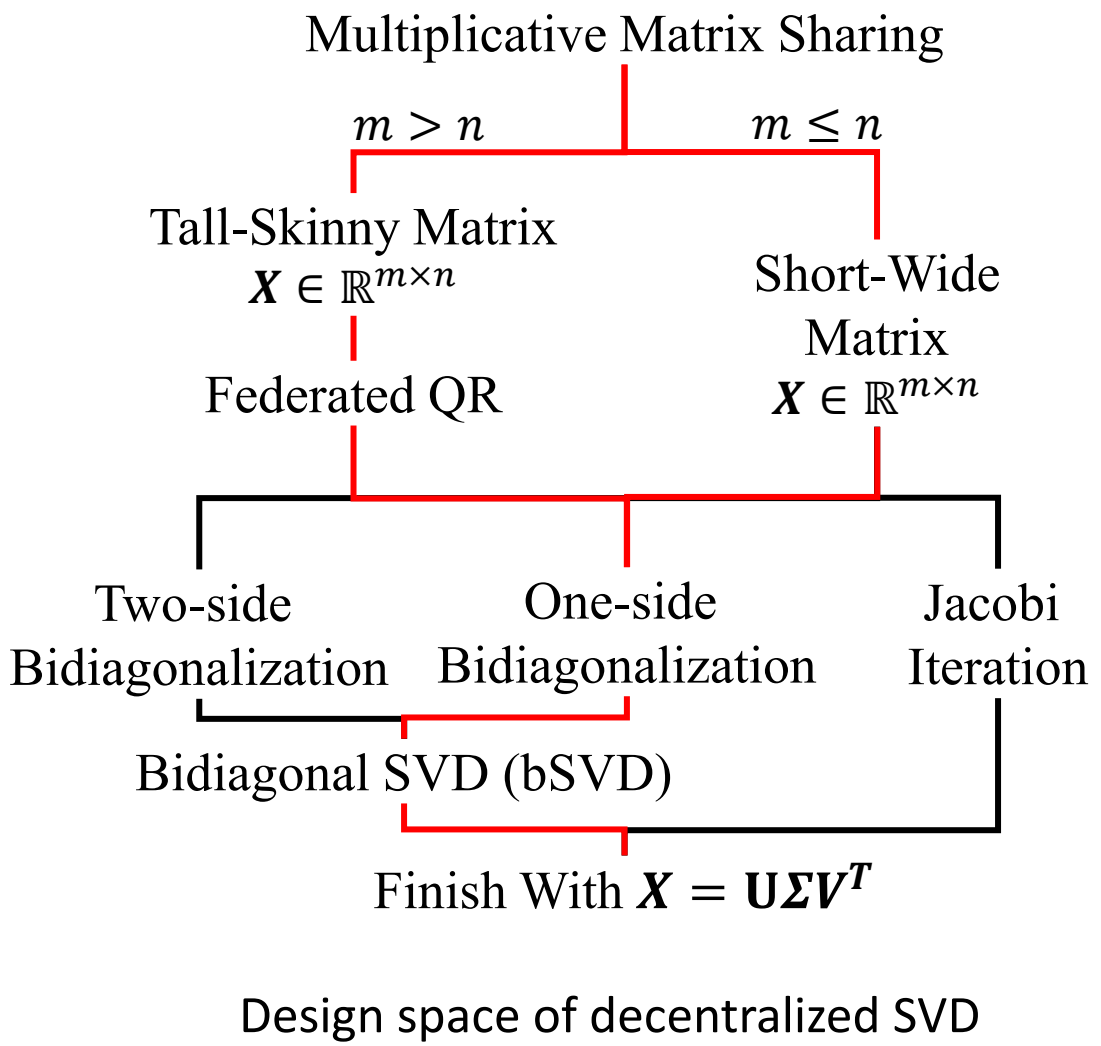 Multiplicative Matrix Sharing
m > n
m ≤ n
Tall-Skinny Matrix
X ∈ ℝ^{m×n}
Short-Wide
Matrix
X ∈ ℝ^{m×n}
Federated QR
Two-side
Bidiagonalization
One-side
Bidiagonalization
Jacobi
Iteration
Bidiagonal SVD (bSVD)
Finish With X = UΣV^T
Design space of decentralized SVD